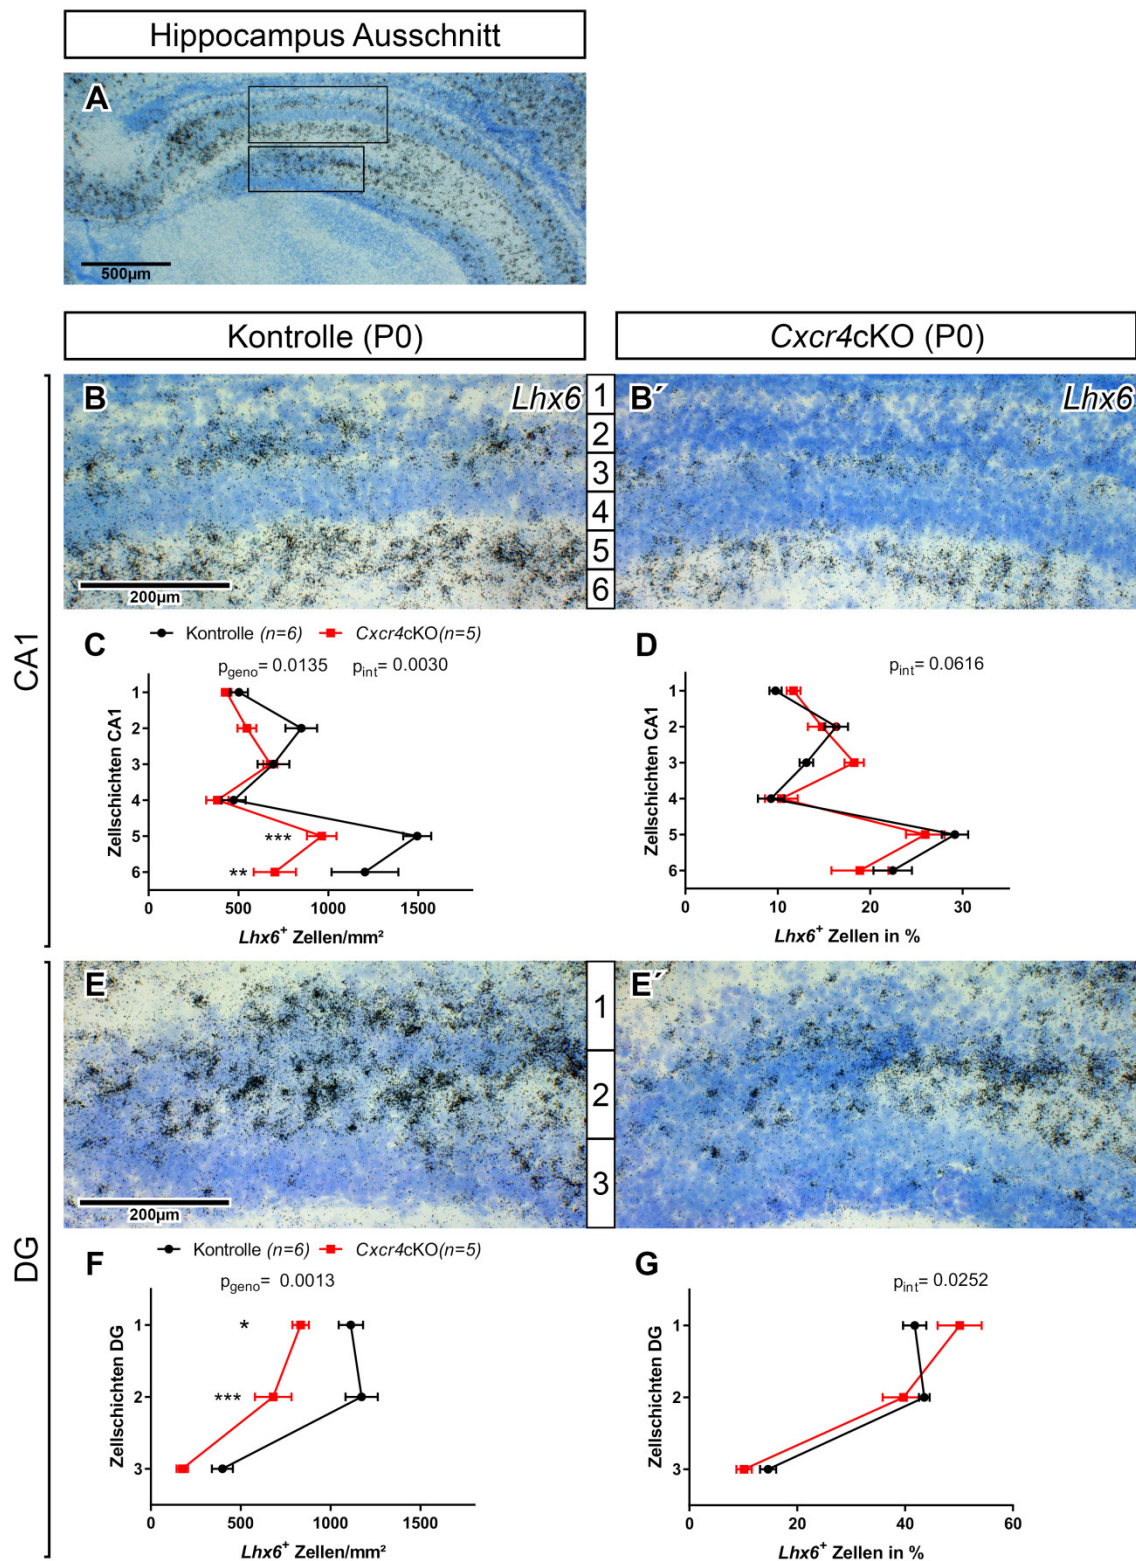 Hippocampus Ausschnitt
A
500µm
Kontrolle (P0)
Cxcr4cKO (P0)
CA1
B
Lhx6
1
2
3
4
5
6
B´
Lhx6
200µm
Kontrolle (n=6)
Cxcr4cKO(n=5)
C
pgeno= 0.0135
pint= 0.0030
Zellschichten CA1
1
2
3
4
5
6
***
**
0
500
1000
1500
Lhx6⁺ Zellen/mm²
D
pint= 0.0616
Zellschichten CA1
1
2
3
4
5
6
0
10
20
30
Lhx6⁺ Zellen in %
DG
E
1
2
3
E´
200µm
Kontrolle (n=6)
Cxcr4cKO(n=5)
F
pgeno= 0.0013
Zellschichten DG
1
2
3
*
***
0
500
1000
1500
Lhx6⁺ Zellen/mm²
G
pint= 0.0252
Zellschichten DG
1
2
3
0
20
40
60
Lhx6⁺ Zellen in %